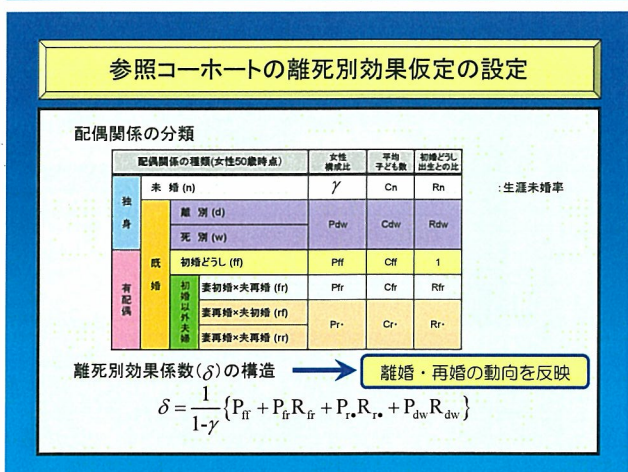 参照コーホートの離死別効果仮定の設定
配偶関係の分類
配偶関係の種類(女性50歳時点) 女性構成比 平均子ども数 初婚どうし出生との比
独身 未 婚 (n) γ Cn Rn :生涯未婚率
既婚 離 別 (d) Pdw Cdw Rdw
死 別 (w)
有配偶 初婚どうし (ff) Pff Cff 1
初婚以外夫婦 妻初婚×夫再婚 (fr) Pfr Cfr Rfr
妻再婚×夫初婚 (rf) Pr· Cr· Rr·
妻再婚×夫再婚 (rr)
離死別効果係数(δ)の構造 離婚・再婚の動向を反映
δ = 1/(1-γ) {Pff + PfrRfr + Pr•Rr• + PdwRdw}